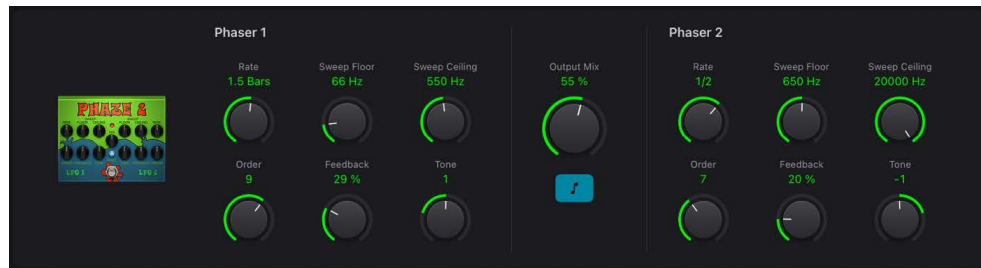 Phaser 1
Rate
1.5 Bars
Sweep Floor
66 Hz
Sweep Ceiling
550 Hz
Order
9
Feedback
29 %
Tone
1
Output Mix
55 %
Phaser 2
Rate
1/2
Sweep Floor
650 Hz
Sweep Ceiling
20000 Hz
Order
7
Feedback
20 %
Tone
-1
PHAZE 2
LFO 1
LFO 2